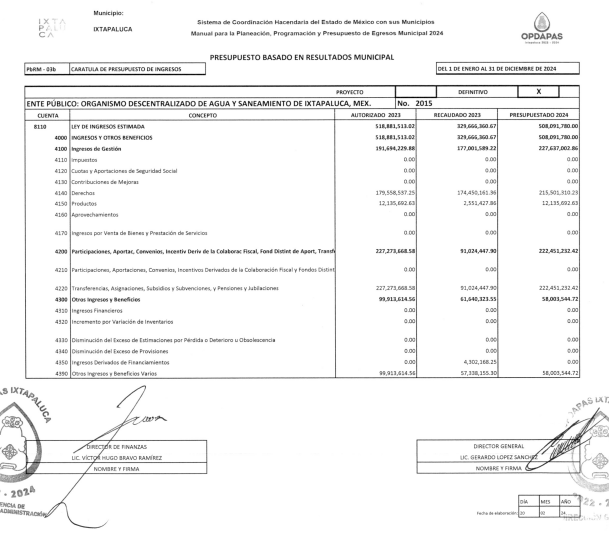 Municipio:
IXTA
PALU
CA
IXTAPALUCA
Sistema de Coordinación Hacendaria del Estado de México con sus Municipios
Manual para la Planeación, Programación y Presupuesto de Egresos Municipal 2024
OPDAPAS
PRESUPUESTO BASADO EN RESULTADOS MUNICIPAL
PbRM - 03b CARATULA DE PRESUPUESTO DE INGRESOS DEL 1 DE ENERO AL 31 DE DICIEMBRE DE 2024
PROYECTO DEFINITIVO X
ENTE PÚBLICO: ORGANISMO DESCENTRALIZADO DE AGUA Y SANEAMIENTO DE IXTAPALUCA, MEX. No. 2015
CUENTA CONCEPTO AUTORIZADO 2023 RECAUDADO 2023 PRESUPUESTADO 2024
8110 LEY DE INGRESOS ESTIMADA 518,881,513.02 329,666,360.67 508,091,780.00
4000 INGRESOS Y OTROS BENEFICIOS 518,881,513.02 329,666,360.67 508,091,780.00
4100 Ingresos de Gestión 191,694,229.88 177,001,589.22 227,637,002.86
4110 Impuestos 0.00 0.00 0.00
4120 Cuotas y Aportaciones de Seguridad Social 0.00 0.00 0.00
4130 Contribuciones de Mejoras 0.00 0.00 0.00
4140 Derechos 179,558,537.25 174,450,161.36 215,501,310.23
4150 Productos 12,135,692.63 2,551,427.86 12,135,692.63
4160 Aprovechamientos 0.00 0.00 0.00
4170 Ingresos por Venta de Bienes y Prestación de Servicios 0.00 0.00 0.00
4200 Participaciones, Aportac, Convenios, Incentiv Deriv de la Colaborac Fiscal, Fond Distint de Aport, Transfe 227,273,668.58 91,024,447.90 222,451,232.42
4210 Participaciones, Aportaciones, Convenios, Incentivos Derivados de la Colaboración Fiscal y Fondos Distint 0.00 0.00 0.00
4220 Transferencias, Asignaciones, Subsidios y Subvenciones, y Pensiones y Jubilaciones 227,273,668.58 91,024,447.90 222,451,232.42
4300 Otros Ingresos y Beneficios 99,913,614.56 61,640,323.55 58,003,544.72
4310 Ingresos Financieros 0.00 0.00 0.00
4320 Incremento por Variación de Inventarios 0.00 0.00 0.00
4330 Disminución del Exceso de Estimaciones por Pérdida o Deterioro u Obsolescencia 0.00 0.00 0.00
4340 Disminución del Exceso de Provisiones 0.00 0.00 0.00
4350 Ingresos Derivados de Financiamientos 0.00 4,302,168.25 0.00
4390 Otros Ingresos y Beneficios Varios 99,913,614.56 57,338,155.30 58,003,544.72
AS IXTAPALUCA
DIRECTOR DE FINANZAS
LIC. VÍCTOR HUGO BRAVO RAMÍREZ
NOMBRE Y FIRMA
DIRECTOR GENERAL
LIC. GERARDO LOPEZ SANCHEZ
NOMBRE Y FIRMA
- 2024
ENCIA DE
ADMINISTRACIÓN
DÍA MES AÑO
Fecha de elaboración: 20 02 24